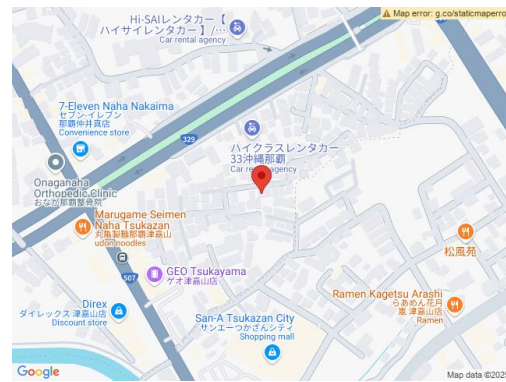 Map error: g.co/staticmaperro
Hi-SAIレンタカー【
ハイサイレンタカー 】/…
Car rental agency
7-Eleven Naha Nakaima
セブン-イレブン
那覇仲井真店
Convenience store
329
ハイクラスレンタカー
33沖縄那覇
Car rental agency
Onaganaha
Orthopedic Clinic
おなが那覇整骨院
Marugame Seimen
Naha Tsukazan
丸亀製麺那覇津嘉山
udon noodles
松風苑
507
GEO Tsukayama
ゲオ津嘉山店
Direx
ダイレックス 津嘉山店
Discount store
San-A Tsukazan City
サンエーつかざんシティ
Shopping mall
Ramen Kagetsu Arashi
らあめん花月
嵐 津嘉山店
Ramen
Google
Map data ©2025